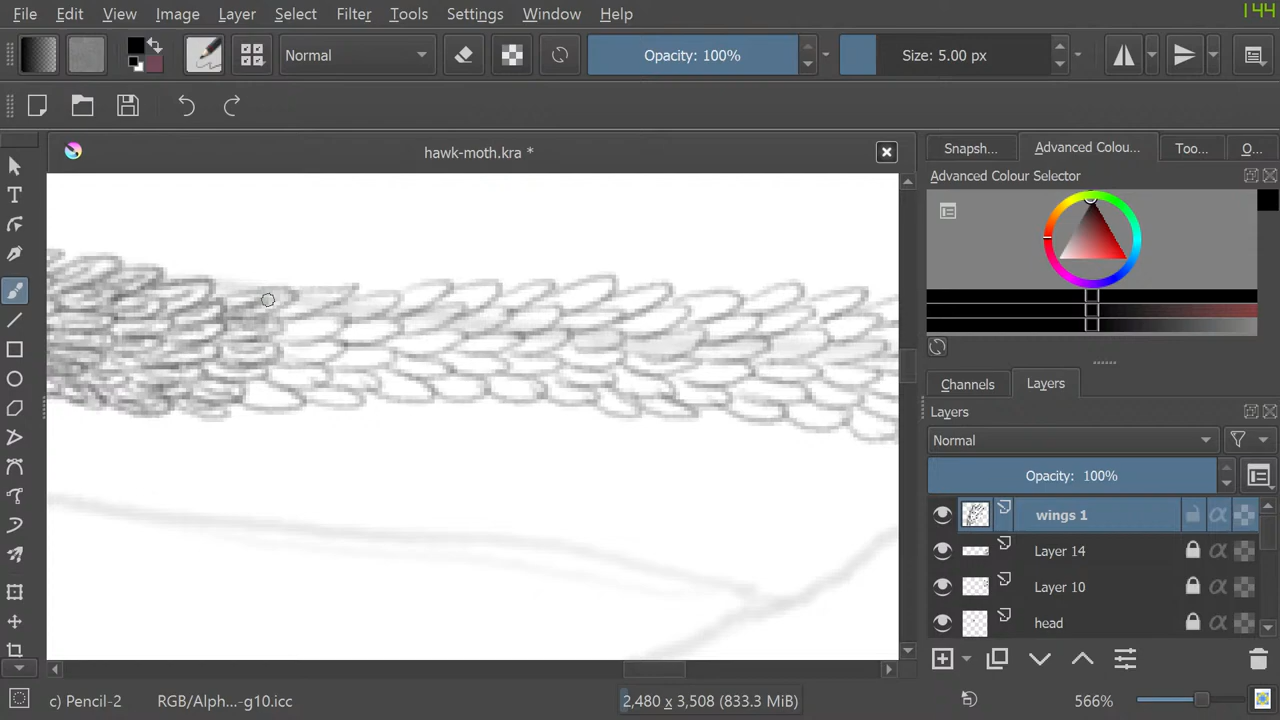 File Edit View Image Layer Select Filter Tools Settings Window Help 144
Normal Opacity: 100% Size: 5.00 px
hawk-moth.kra *
Snapsh... Advanced Colou... Too... O...
Advanced Colour Selector
Channels Layers
Layers
Normal
Opacity: 100%
wings 1
Layer 14
Layer 10
head
c) Pencil-2 RGB/Alph...-g10.icc 2,480 x 3,508 (833.3 MiB) 566%